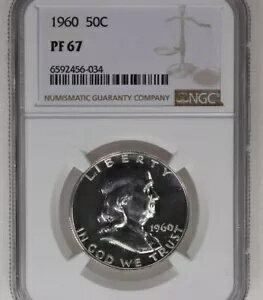 1960 50C
PF 67
6592456-034
NUMISMATIC GUARANTY COMPANY
NGC
LIBERTY
1960
IN GOD WE TRUST